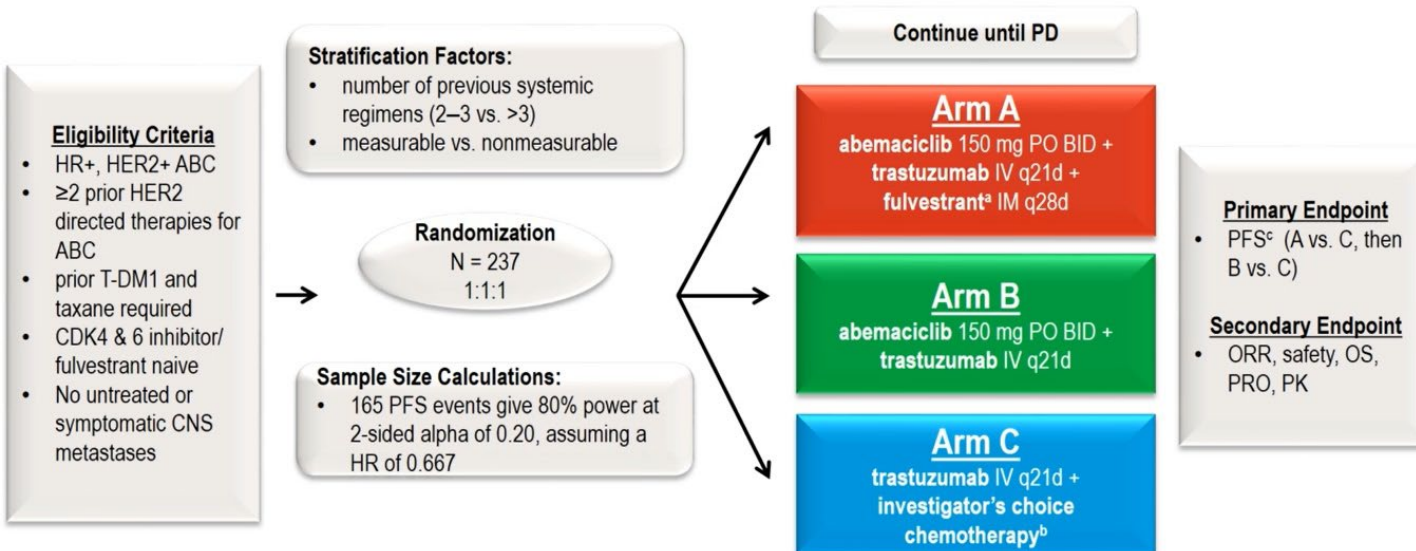 Eligibility Criteria
• HR+, HER2+ ABC
• ≥2 prior HER2
directed therapies for
ABC
• prior T-DM1 and
taxane required
• CDK4 & 6 inhibitor/
fulvestrant naive
• No untreated or
symptomatic CNS
metastases
Stratification Factors:
• number of previous systemic
regimens (2–3 vs. >3)
• measurable vs. nonmeasurable
Randomization
N = 237
1:1:1
Sample Size Calculations:
• 165 PFS events give 80% power at
2-sided alpha of 0.20, assuming a
HR of 0.667
Continue until PD
Arm A
abemaciclib 150 mg PO BID +
trastuzumab IV q21d +
fulvestrantᵃ IM q28d
Arm B
abemaciclib 150 mg PO BID +
trastuzumab IV q21d
Arm C
trastuzumab IV q21d +
investigator's choice
chemotherapyᵇ
Primary Endpoint
• PFSᶜ (A vs. C, then
B vs. C)
Secondary Endpoint
• ORR, safety, OS,
PRO, PK